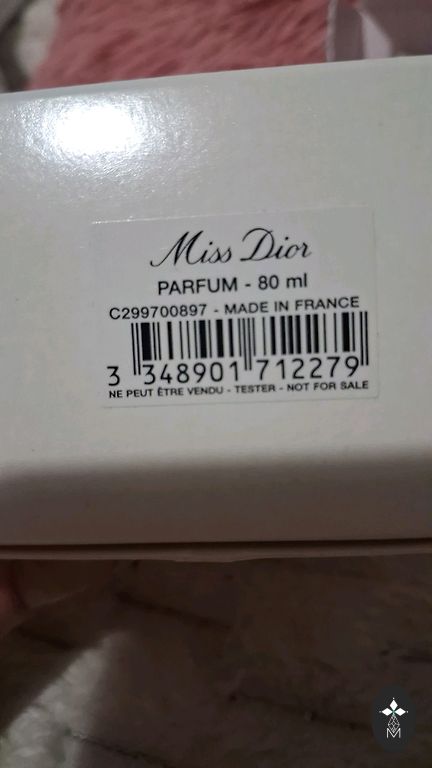 Miss Dior
PARFUM - 80 ml
C299700897 - MADE IN FRANCE
3 348901 712279
NE PEUT ÊTRE VENDU - TESTER - NOT FOR SALE
M